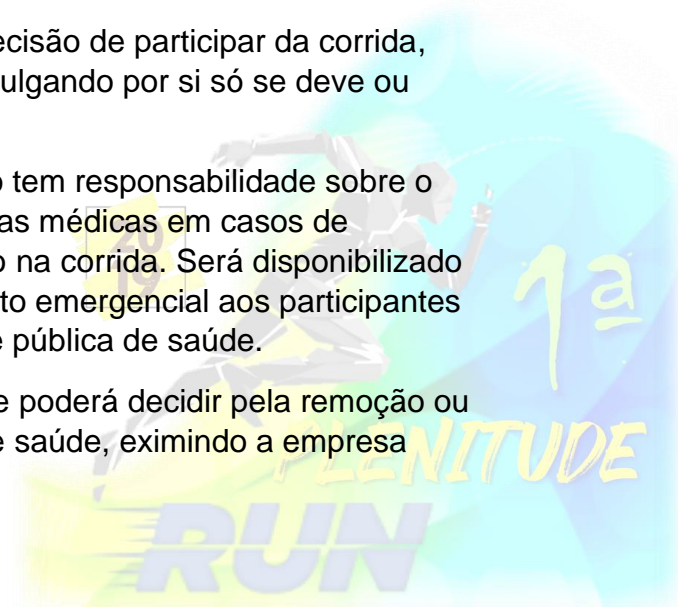 ecisão de participar da corrida,
ulgando por si só se deve ou
o tem responsabilidade sobre o
as médicas em casos de
o na corrida. Será disponibilizado
to emergencial aos participantes
e pública de saúde.
e poderá decidir pela remoção ou
e saúde, eximindo a empresa
2019
1ª
PLENITUDE
RUN